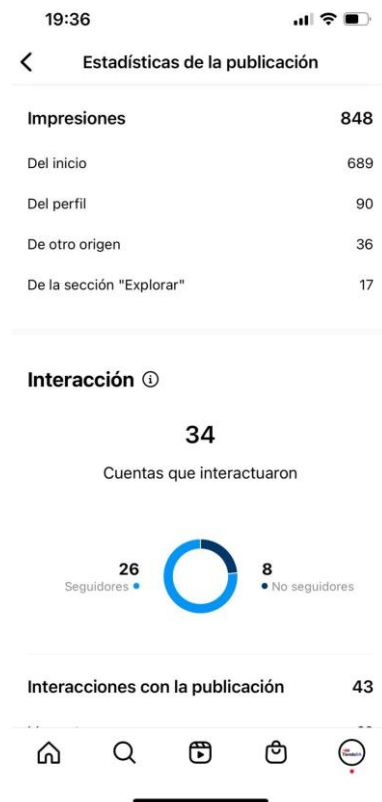 19:36
Estadísticas de la publicación
Impresiones 848
Del inicio 689
Del perfil 90
De otro origen 36
De la sección "Explorar" 17
Interacción
34
Cuentas que interactuaron
26 8
Seguidores No seguidores
Interacciones con la publicación 43